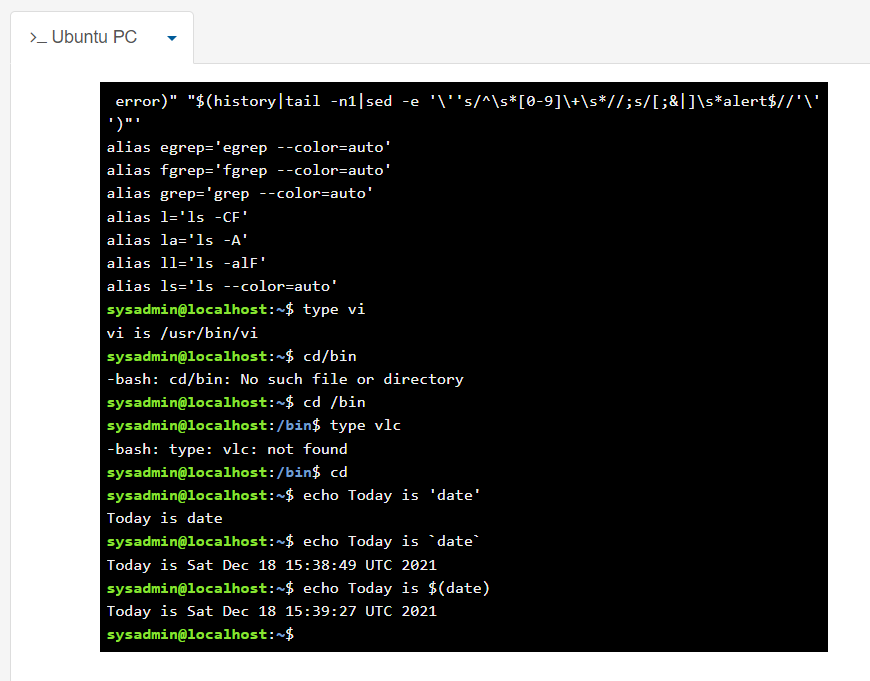 >_ Ubuntu PC
error)" "$(history|tail -n1|sed -e '\''s/^\s*[0-9]\+\s*//;s/[;&|]\s*alert$//'\'
')"'
alias egrep='egrep --color=auto'
alias fgrep='fgrep --color=auto'
alias grep='grep --color=auto'
alias l='ls -CF'
alias la='ls -A'
alias ll='ls -alF'
alias ls='ls --color=auto'
sysadmin@localhost:~$ type vi
vi is /usr/bin/vi
sysadmin@localhost:~$ cd/bin
-bash: cd/bin: No such file or directory
sysadmin@localhost:~$ cd /bin
sysadmin@localhost:/bin$ type vlc
-bash: type: vlc: not found
sysadmin@localhost:/bin$ cd
sysadmin@localhost:~$ echo Today is 'date'
Today is date
sysadmin@localhost:~$ echo Today is `date`
Today is Sat Dec 18 15:38:49 UTC 2021
sysadmin@localhost:~$ echo Today is $(date)
Today is Sat Dec 18 15:39:27 UTC 2021
sysadmin@localhost:~$